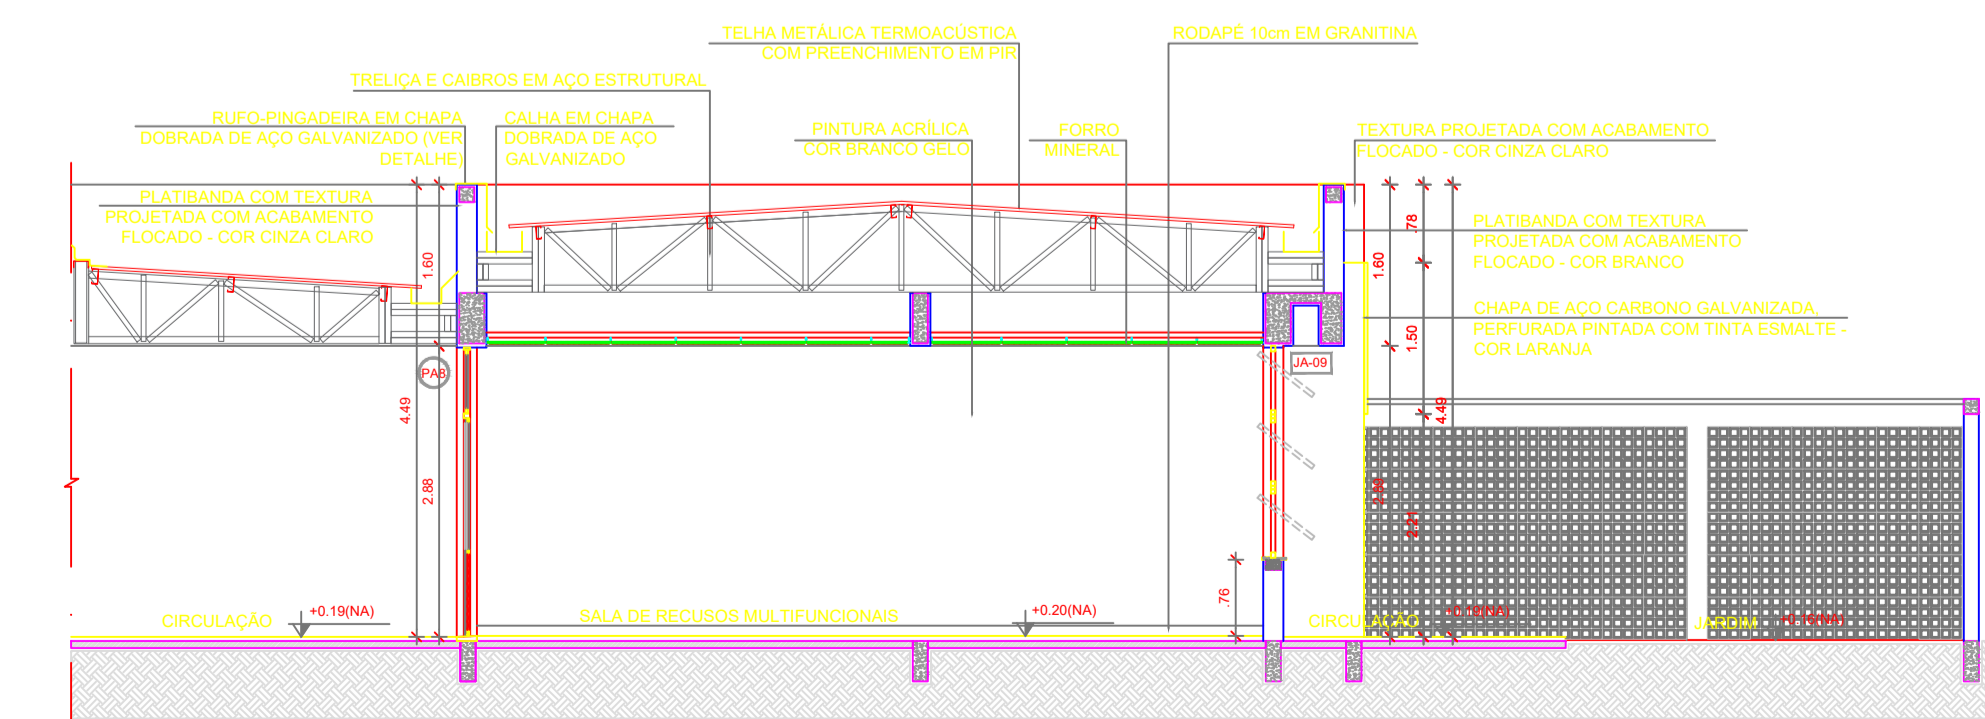 TELHA METÁLICA TERMOACÚSTICA
COM PREENCHIMENTO EM PIR
RODAPÉ 10cm EM GRANITINA
TRELIÇA E CAIBROS EM AÇO ESTRUTURAL
RUFO-PINGADEIRA EM CHAPA
DOBRADA DE AÇO GALVANIZADO (VER
DETALHE)
CALHA EM CHAPA
DOBRADA DE AÇO
GALVANIZADO
PINTURA ACRÍLICA
COR BRANCO GELO
FORRO
MINERAL
TEXTURA PROJETADA COM ACABAMENTO
FLOCADO - COR CINZA CLARO
PLATIBANDA COM TEXTURA
PROJETADA COM ACABAMENTO
FLOCADO - COR CINZA CLARO
PLATIBANDA COM TEXTURA
PROJETADA COM ACABAMENTO
FLOCADO - COR BRANCO
CHAPA DE AÇO CARBONO GALVANIZADA,
PERFURADA PINTADA COM TINTA ESMALTE -
COR LARANJA
1.60
1.60
.78
1.50
PA8
JA-09
4.49
4.49
2.88
2.89
2.21
.76
CIRCULAÇÃO
+0.19(NA)
SALA DE RECUSOS MULTIFUNCIONAIS
+0.20(NA)
CIRCULAÇÃO
+0.19(NA)
JARDIM
+0.16(NA)